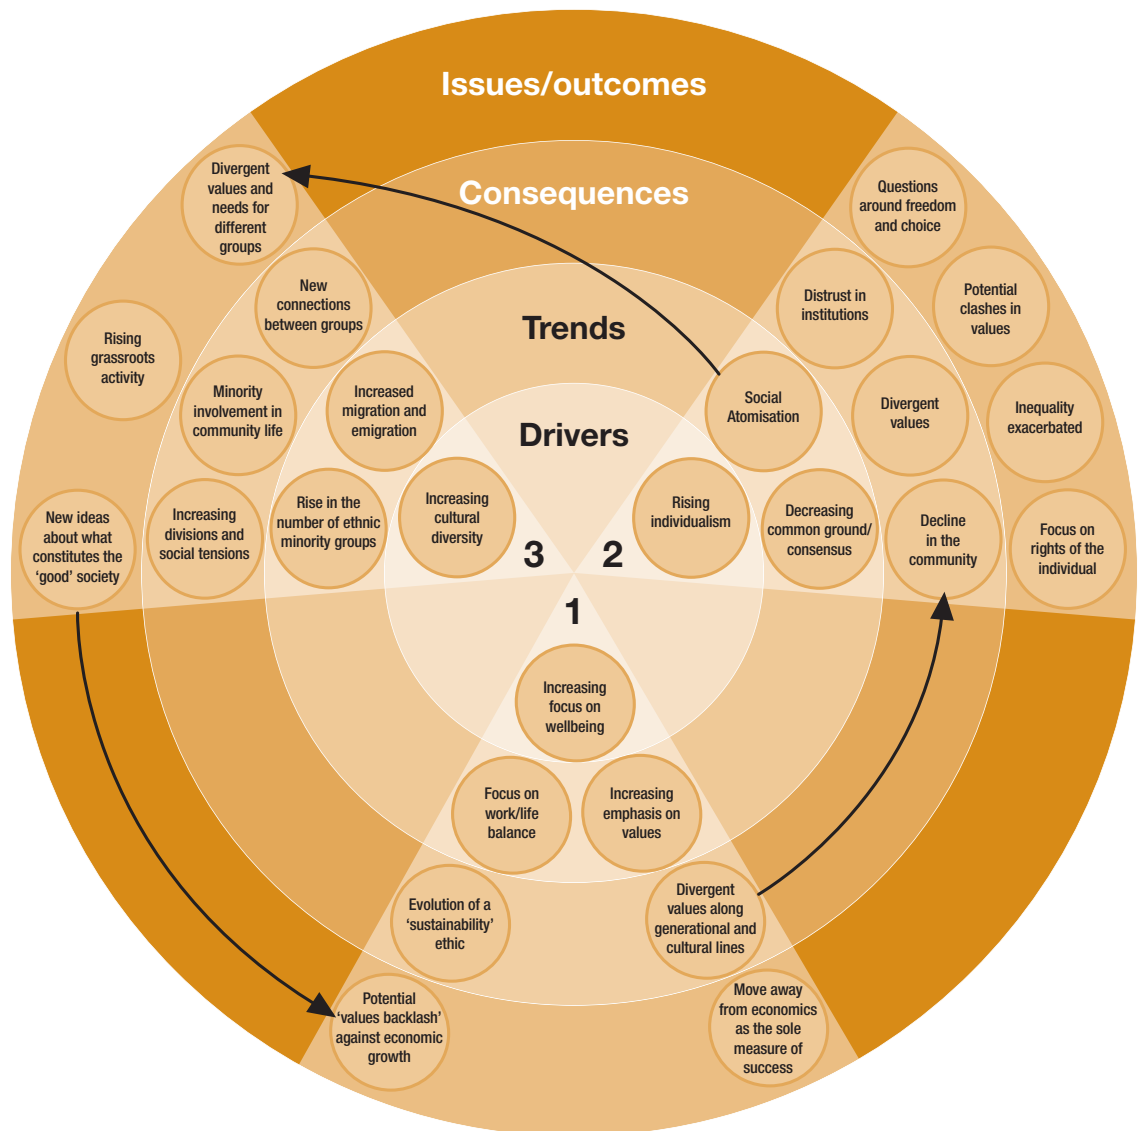 Issues/outcomes
Consequences
Trends
Drivers
3
2
1
Divergent
values and
needs for
different
groups
New
connections
between groups
Rising
grassroots
activity
Minority
involvement in
community life
Increased
migration and
emigration
New ideas
about what
constitutes the
‘good’ society
Increasing
divisions and
social tensions
Rise in the
number of ethnic
minority groups
Increasing
cultural
diversity
Questions
around freedom
and choice
Distrust in
institutions
Potential
clashes in
values
Social
Atomisation
Divergent
values
Inequality
exacerbated
Rising
individualism
Decreasing
common ground/
consensus
Decline
in the
community
Focus on
rights of the
individual
Increasing
focus on
wellbeing
Focus on
work/life
balance
Increasing
emphasis on
values
Evolution of a
‘sustainability’
ethic
Divergent
values along
generational and
cultural lines
Potential
‘values backlash’
against economic
growth
Move away
from economics
as the sole
measure of
success